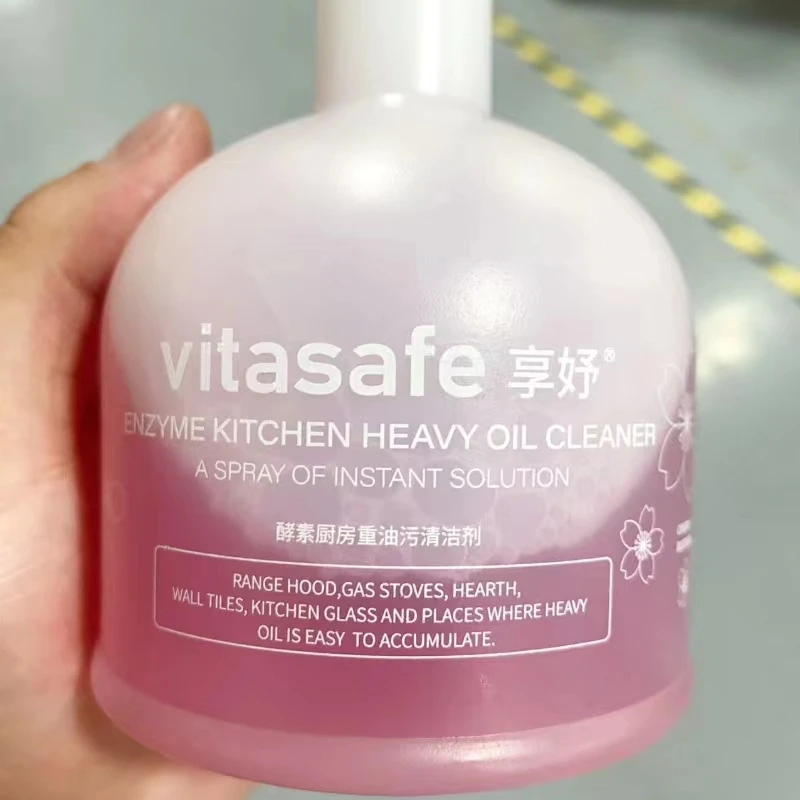 vitasafe 享妤®
ENZYME KITCHEN HEAVY OIL CLEANER
A SPRAY OF INSTANT SOLUTION
酵素厨房重油污清洁剂
RANGE HOOD,GAS STOVES, HEARTH,
WALL TILES, KITCHEN GLASS AND PLACES WHERE HEAVY
OIL IS EASY TO ACCUMULATE.